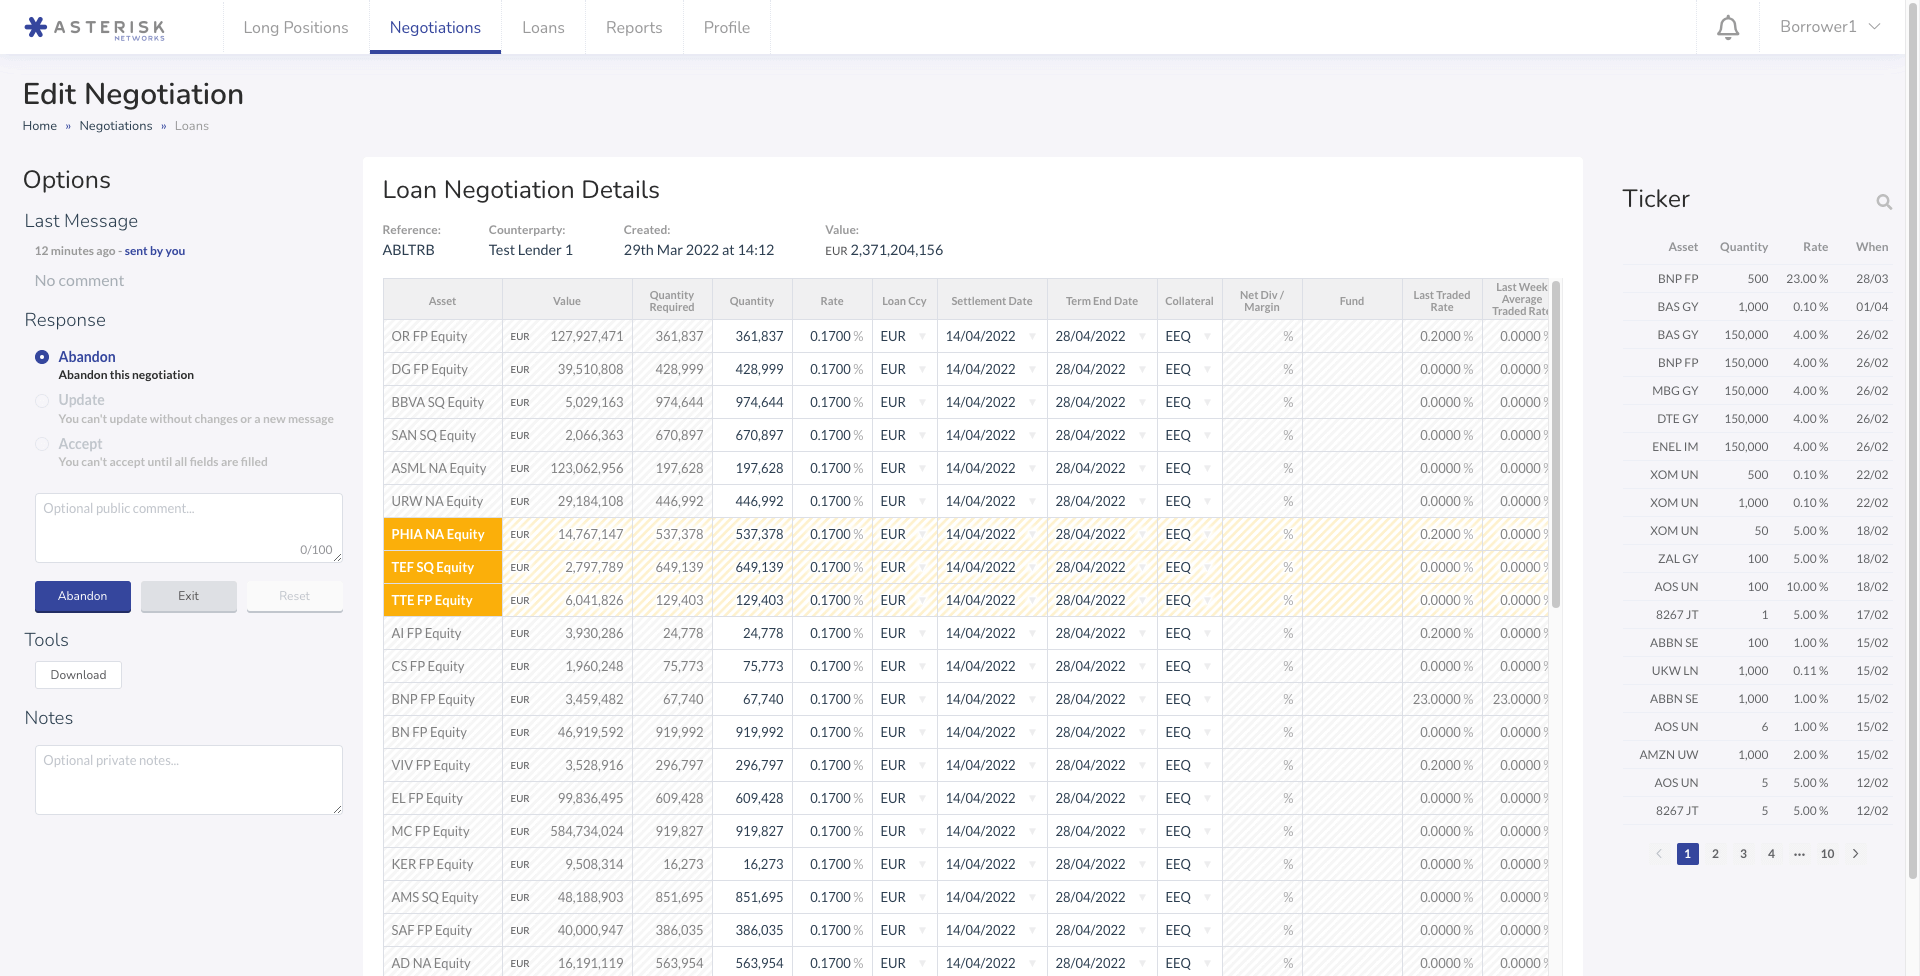 ASTERISK
NETWORKS
Long Positions
Negotiations
Loans
Reports
Profile
Borrower1
Edit Negotiation
Home » Negotiations » Loans
Options
Last Message
12 minutes ago - sent by you
No comment
Response
Abandon
Abandon this negotiation
Update
You can't update without changes or a new message
Accept
You can't accept until all fields are filled
Optional public comment...
0/100
Abandon Exit Reset
Tools
Download
Notes
Optional private notes...
Loan Negotiation Details
Reference: Counterparty: Created: Value:
ABLTRB Test Lender 1 29th Mar 2022 at 14:12 EUR 2,371,204,156
Asset Value Quantity Required Quantity Rate Loan Ccy Settlement Date Term End Date Collateral Net Div / Margin Fund Last Traded Rate Last Week Average Traded Rate
OR FP Equity EUR 127,927,471 361,837 361,837 0.1700 % EUR 14/04/2022 28/04/2022 EEQ % 0.2000 % 0.0000 %
DG FP Equity EUR 39,510,808 428,999 428,999 0.1700 % EUR 14/04/2022 28/04/2022 EEQ % 0.0000 % 0.0000 %
BBVA SQ Equity EUR 5,029,163 974,644 974,644 0.1700 % EUR 14/04/2022 28/04/2022 EEQ % 0.0000 % 0.0000 %
SAN SQ Equity EUR 2,066,363 670,897 670,897 0.1700 % EUR 14/04/2022 28/04/2022 EEQ % 0.0000 % 0.0000 %
ASML NA Equity EUR 123,062,956 197,628 197,628 0.1700 % EUR 14/04/2022 28/04/2022 EEQ % 0.0000 % 0.0000 %
URW NA Equity EUR 29,184,108 446,992 446,992 0.1700 % EUR 14/04/2022 28/04/2022 EEQ % 0.0000 % 0.0000 %
PHIA NA Equity EUR 14,767,147 537,378 537,378 0.1700 % EUR 14/04/2022 28/04/2022 EEQ % 0.2000 % 0.0000 %
TEF SQ Equity EUR 2,797,789 649,139 649,139 0.1700 % EUR 14/04/2022 28/04/2022 EEQ % 0.0000 % 0.0000 %
TTE FP Equity EUR 6,041,826 129,403 129,403 0.1700 % EUR 14/04/2022 28/04/2022 EEQ % 0.0000 % 0.0000 %
AI FP Equity EUR 3,930,286 24,778 24,778 0.1700 % EUR 14/04/2022 28/04/2022 EEQ % 0.2000 % 0.0000 %
CS FP Equity EUR 1,960,248 75,773 75,773 0.1700 % EUR 14/04/2022 28/04/2022 EEQ % 0.0000 % 0.0000 %
BNP FP Equity EUR 3,459,482 67,740 67,740 0.1700 % EUR 14/04/2022 28/04/2022 EEQ % 23.0000 % 23.0000 %
BN FP Equity EUR 46,919,592 919,992 919,992 0.1700 % EUR 14/04/2022 28/04/2022 EEQ % 0.0000 % 0.0000 %
VIV FP Equity EUR 3,528,916 296,797 296,797 0.1700 % EUR 14/04/2022 28/04/2022 EEQ % 0.2000 % 0.0000 %
EL FP Equity EUR 99,836,495 609,428 609,428 0.1700 % EUR 14/04/2022 28/04/2022 EEQ % 0.0000 % 0.0000 %
MC FP Equity EUR 584,734,024 919,827 919,827 0.1700 % EUR 14/04/2022 28/04/2022 EEQ % 0.0000 % 0.0000 %
KER FP Equity EUR 9,508,314 16,273 16,273 0.1700 % EUR 14/04/2022 28/04/2022 EEQ % 0.0000 % 0.0000 %
AMS SQ Equity EUR 48,188,903 851,695 851,695 0.1700 % EUR 14/04/2022 28/04/2022 EEQ % 0.0000 % 0.0000 %
SAF FP Equity EUR 40,000,947 386,035 386,035 0.1700 % EUR 14/04/2022 28/04/2022 EEQ % 0.0000 % 0.0000 %
AD NA Equity EUR 16,191,119 563,954 563,954 0.1700 % EUR 14/04/2022 28/04/2022 EEQ % 0.0000 % 0.0000 %
Ticker
Asset Quantity Rate When
BNP FP 500 23.00 % 28/03
BAS GY 1,000 0.10 % 01/04
BAS GY 150,000 4.00 % 26/02
BNP FP 150,000 4.00 % 26/02
MBG GY 150,000 4.00 % 26/02
DTE GY 150,000 4.00 % 26/02
ENEL IM 150,000 4.00 % 26/02
XOM UN 500 0.10 % 22/02
XOM UN 1,000 0.10 % 22/02
XOM UN 50 5.00 % 18/02
ZAL GY 100 5.00 % 18/02
AOS UN 100 10.00 % 18/02
8267 JT 1 5.00 % 17/02
ABBN SE 100 1.00 % 15/02
UKW LN 1,000 0.11 % 15/02
ABBN SE 1,000 1.00 % 15/02
AOS UN 6 1.00 % 15/02
AMZN UW 1,000 2.00 % 15/02
AOS UN 5 5.00 % 12/02
8267 JT 5 5.00 % 12/02
1 2 3 4 ••• 10